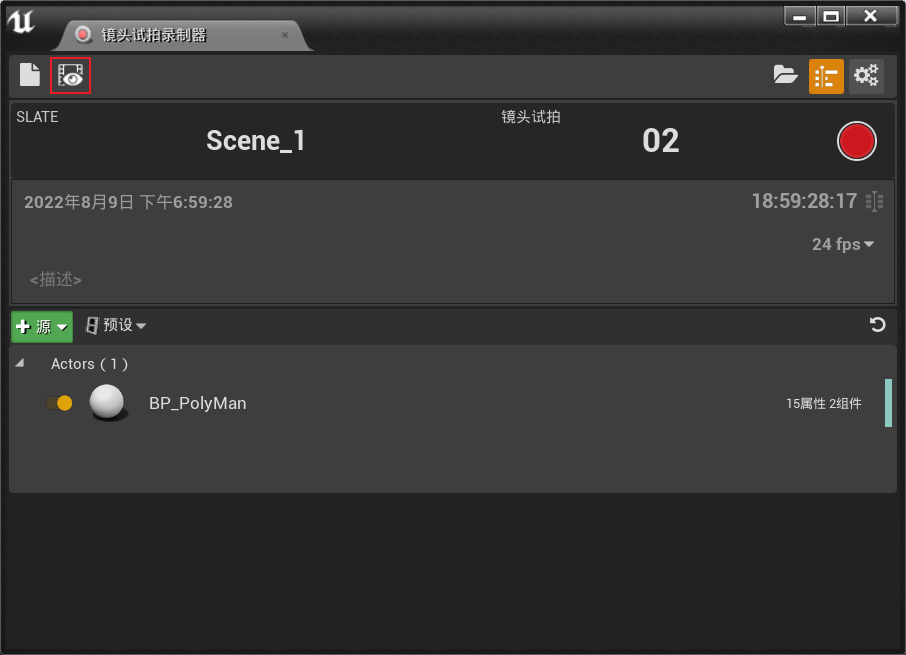 镜头试拍录制器
SLATE
镜头试拍
Scene_1
02
2022年8月9日 下午6:59:28
18:59:28:17
24 fps
<描述>
源
预设
Actors ( 1 )
BP_PolyMan
15属性 2组件